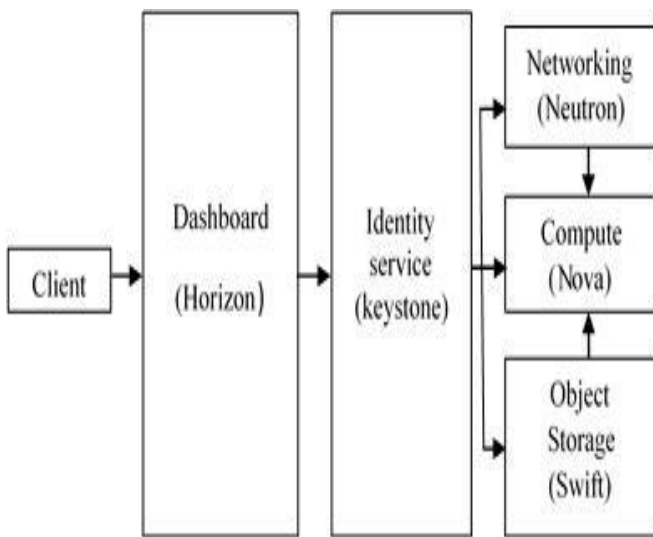 Client
Dashboard
(Horizon)
Identity
service
(keystone)
Networking
(Neutron)
Compute
(Nova)
Object
Storage
(Swift)